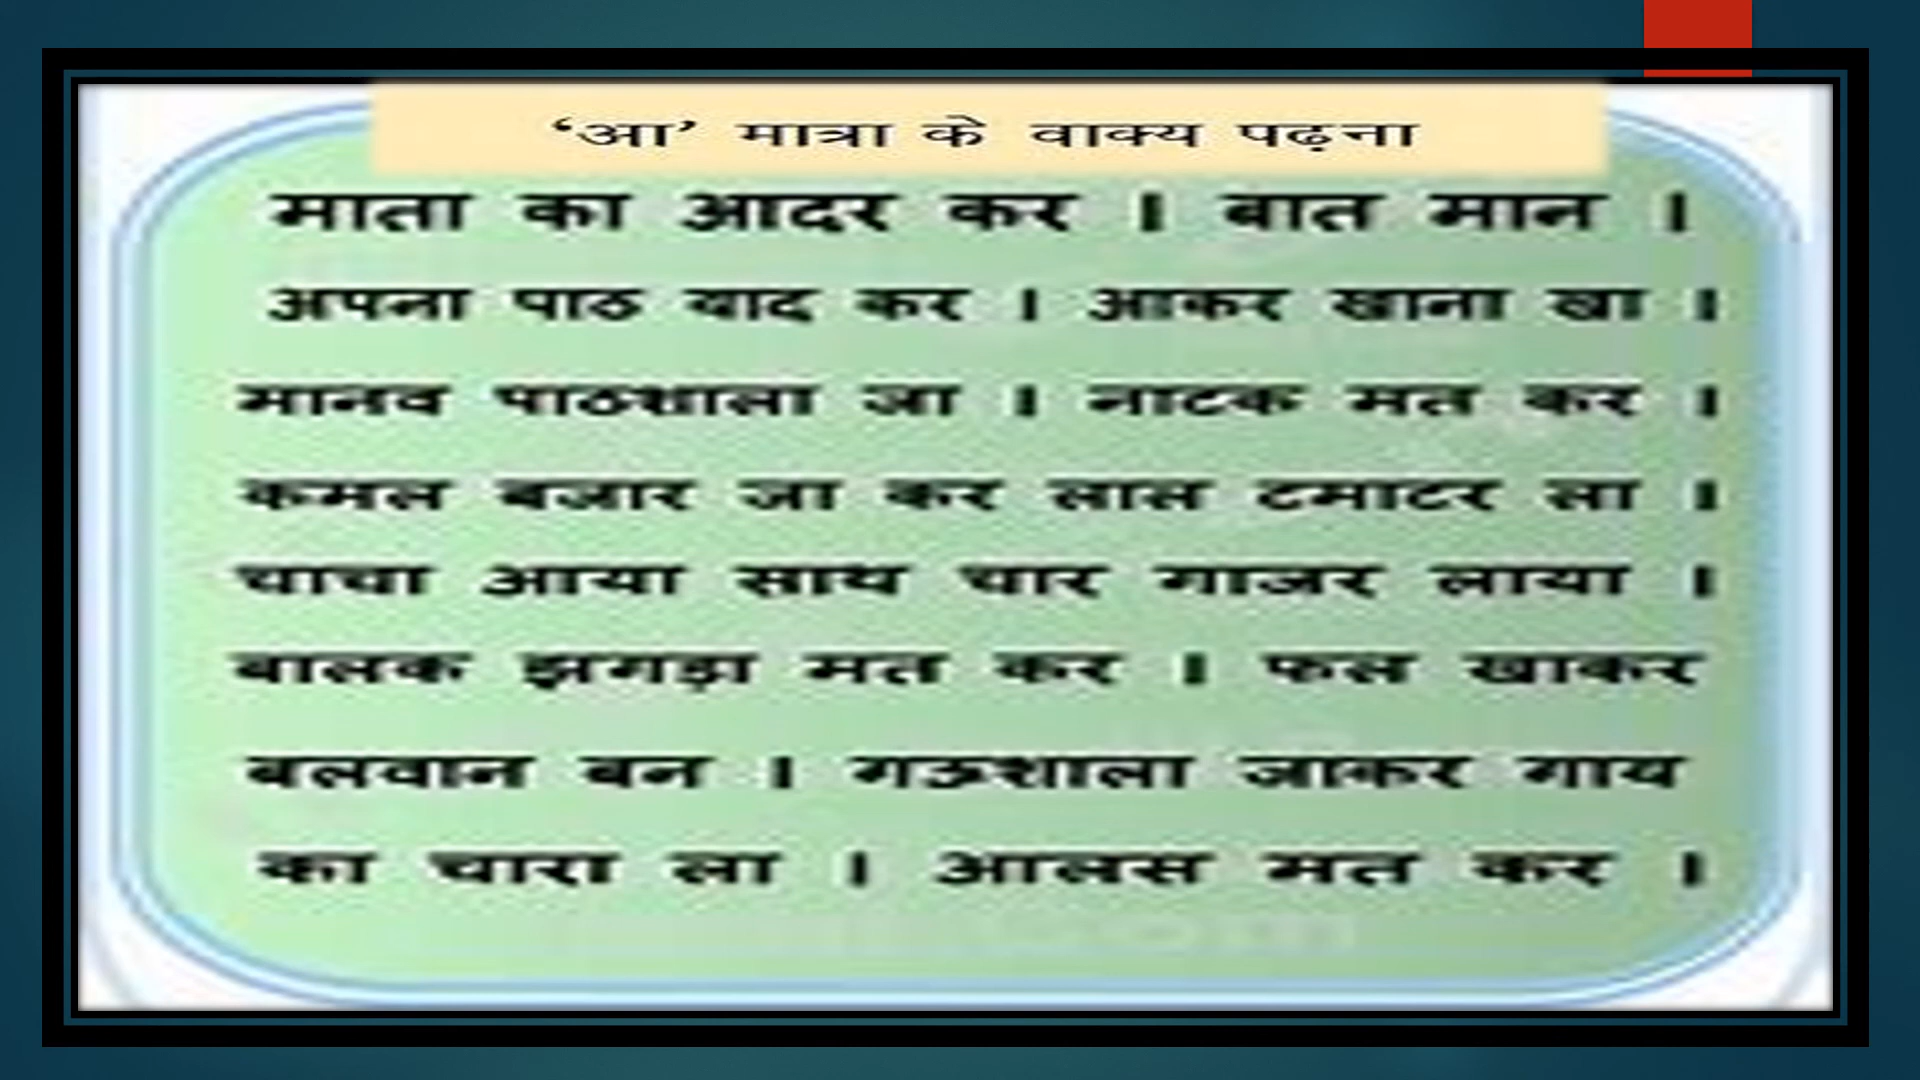 ‘आ’ मात्रा के वाक्य पढ़ना
माता का आदर कर । बात मान ।
अपना पाठ याद कर । आकर खाना खा ।
मानव पाठशाला जा । नाटक मत कर ।
कमल बजार जा कर लाल टमाटर ला ।
चाचा आया साथ चार गाजर लाया ।
बालक झगड़ा मत कर । फल खाकर
बलवान बन । गऊशाला जाकर गाय
का चारा ला । आलस मत कर ।